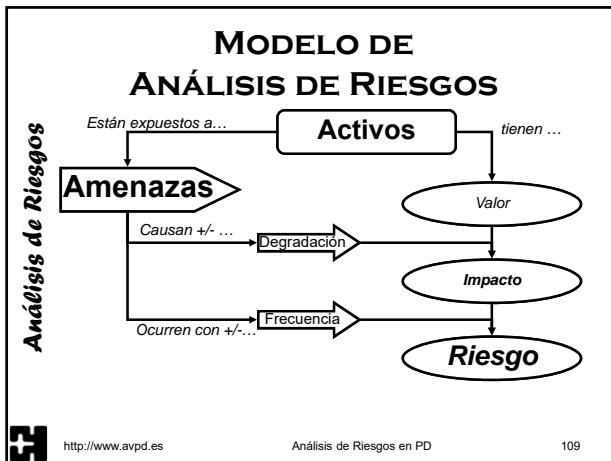 MODELO DE
ANÁLISIS DE RIESGOS
Análisis de Riesgos
Están expuestos a…
Activos
tienen …
Amenazas
Valor
Causan +/- …
Degradación
Impacto
Ocurren con +/-…
Frecuencia
Riesgo
http://www.avpd.es
Análisis de Riesgos en PD
109